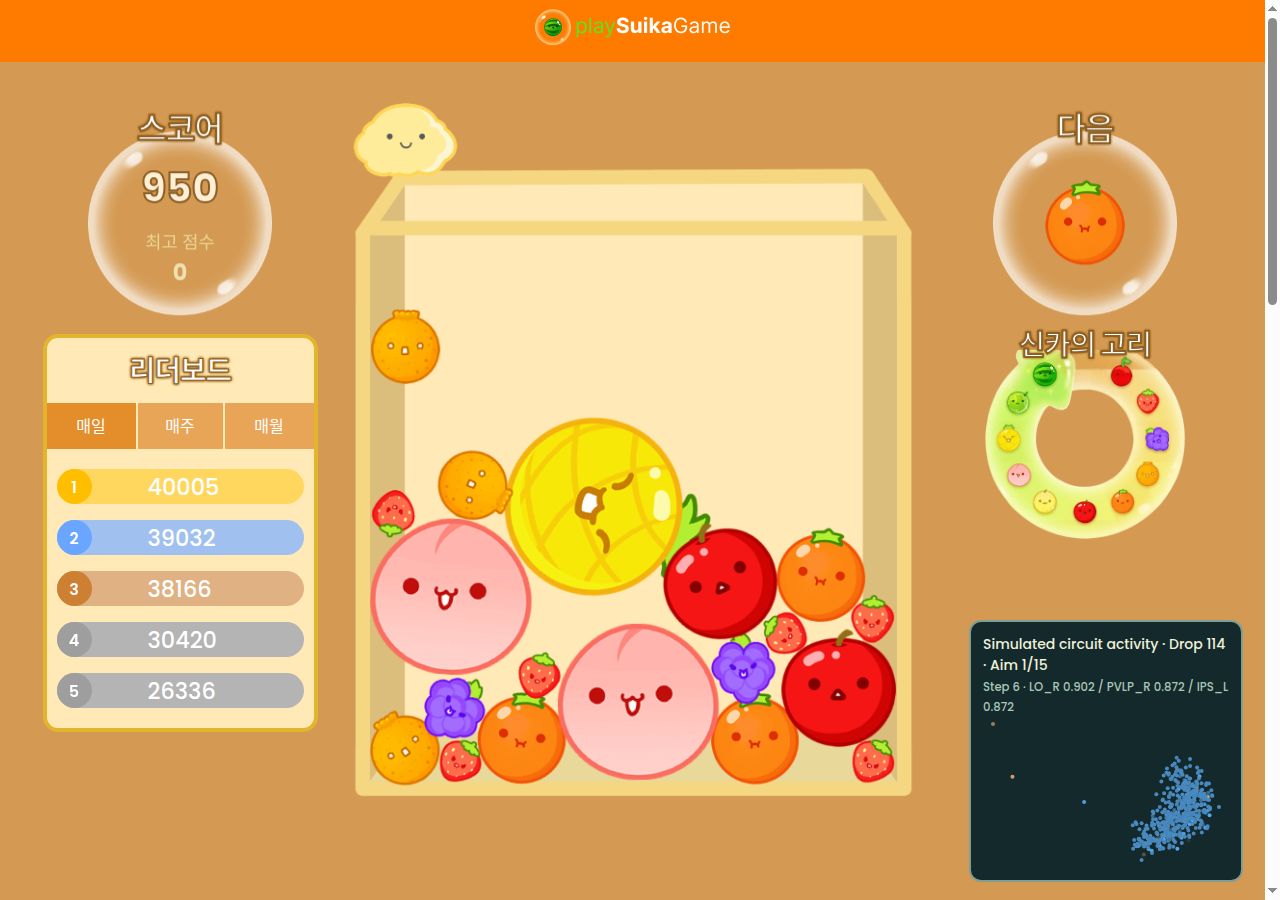 playSuikaGame
스코어
950
최고 점수
0
리더보드
매일 매주 매월
1 40005
2 39032
3 38166
4 30420
5 26336
다음
신카의 고리
Simulated circuit activity · Drop 114
· Aim 1/15
Step 6 · LO_R 0.902 / PVLP_R 0.872 / IPS_L
0.872